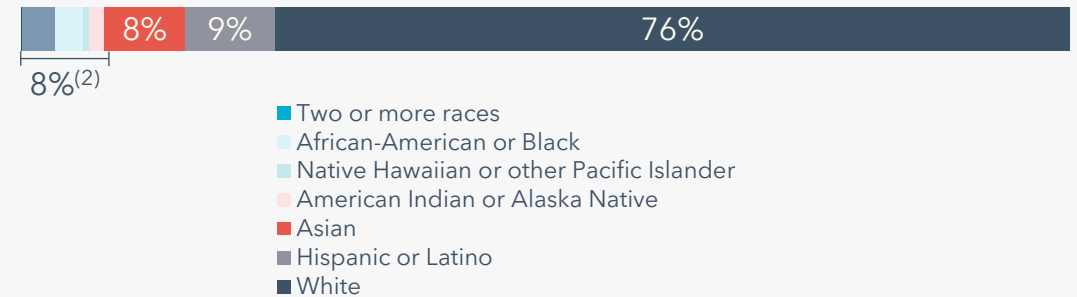 8% 9% 76%
8%(2)
Two or more races
African-American or Black
Native Hawaiian or other Pacific Islander
American Indian or Alaska Native
Asian
Hispanic or Latino
White